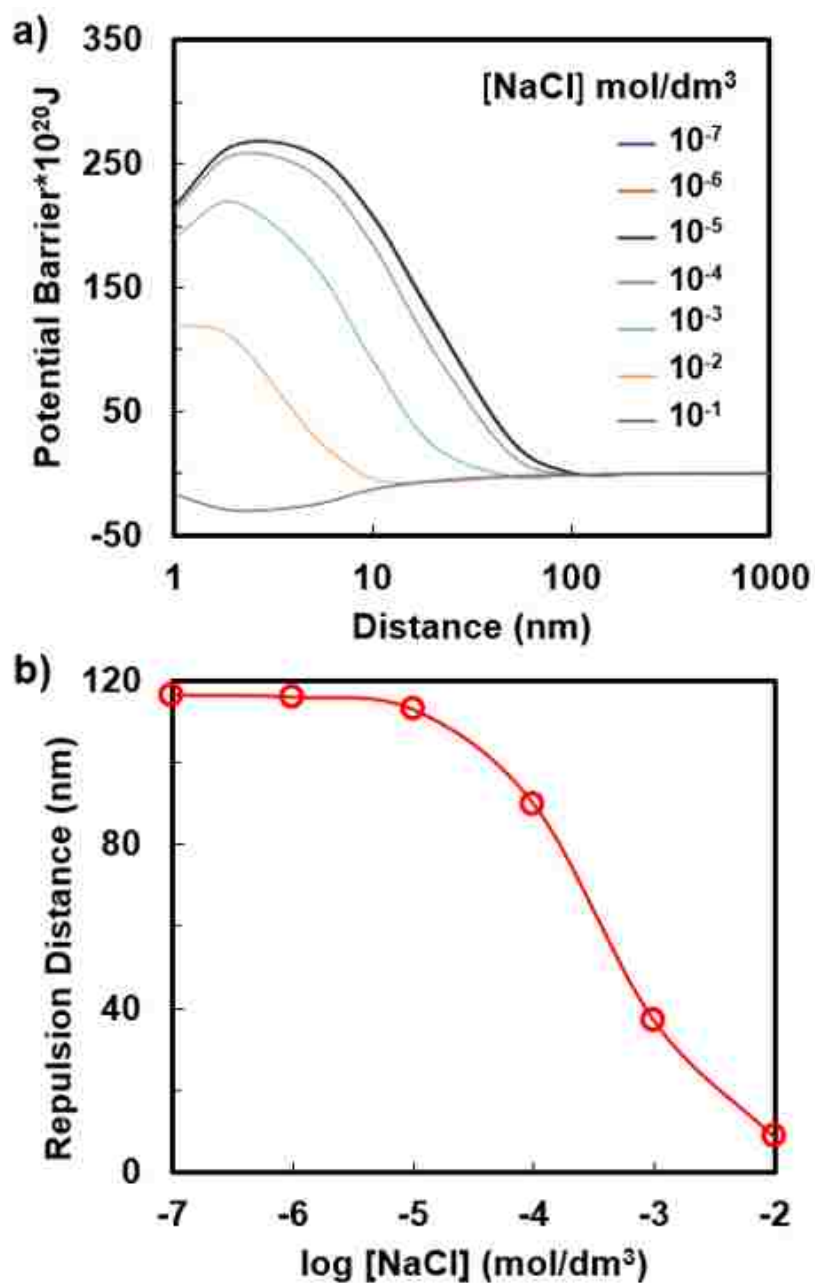 a)
350
250
150
50
-50
Potential Barrier*10²⁰J
[NaCl] mol/dm³
10⁻⁷
10⁻⁶
10⁻⁵
10⁻⁴
10⁻³
10⁻²
10⁻¹
1 10 100 1000
Distance (nm)
b)
120
80
40
0
Repulsion Distance (nm)
-7 -6 -5 -4 -3 -2
log [NaCl] (mol/dm³)